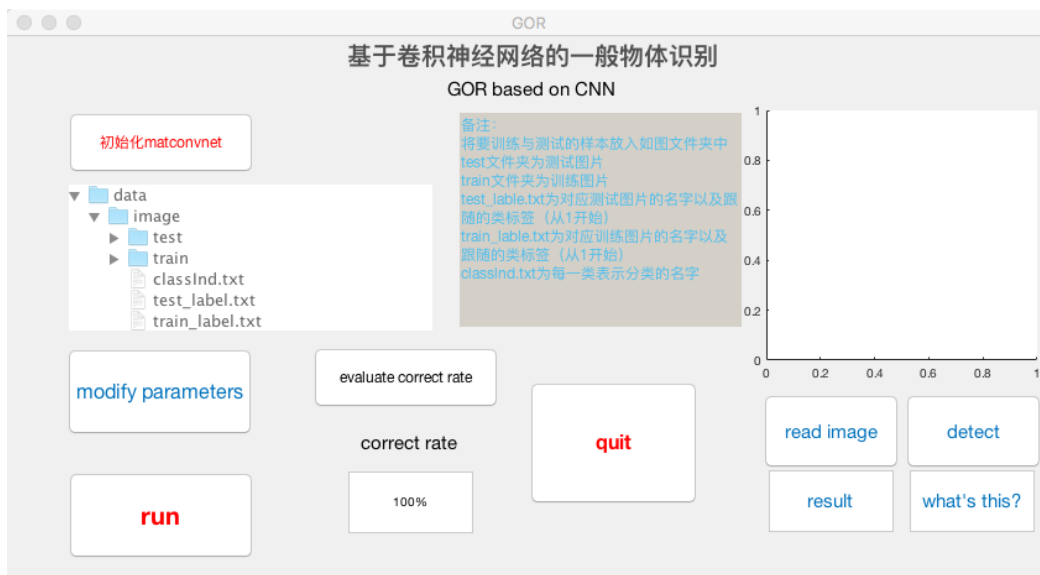 GOR
基于卷积神经网络的一般物体识别
GOR based on CNN
初始化matconvnet
data
image
test
train
classInd.txt
test_label.txt
train_label.txt
备注：
将要训练与测试的样本放入如图文件夹中
test文件夹为测试图片
train文件夹为训练图片
test_lable.txt为对应测试图片的名字以及跟
随的类标签（从1开始）
train_lable.txt为对应训练图片的名字以及
跟随的类标签（从1开始）
classInd.txt为每一类表示分类的名字
1
0.8
0.6
0.4
0.2
0
0 0.2 0.4 0.6 0.8 1
modify parameters
evaluate correct rate
correct rate
100%
run
quit
read image
detect
result
what's this?